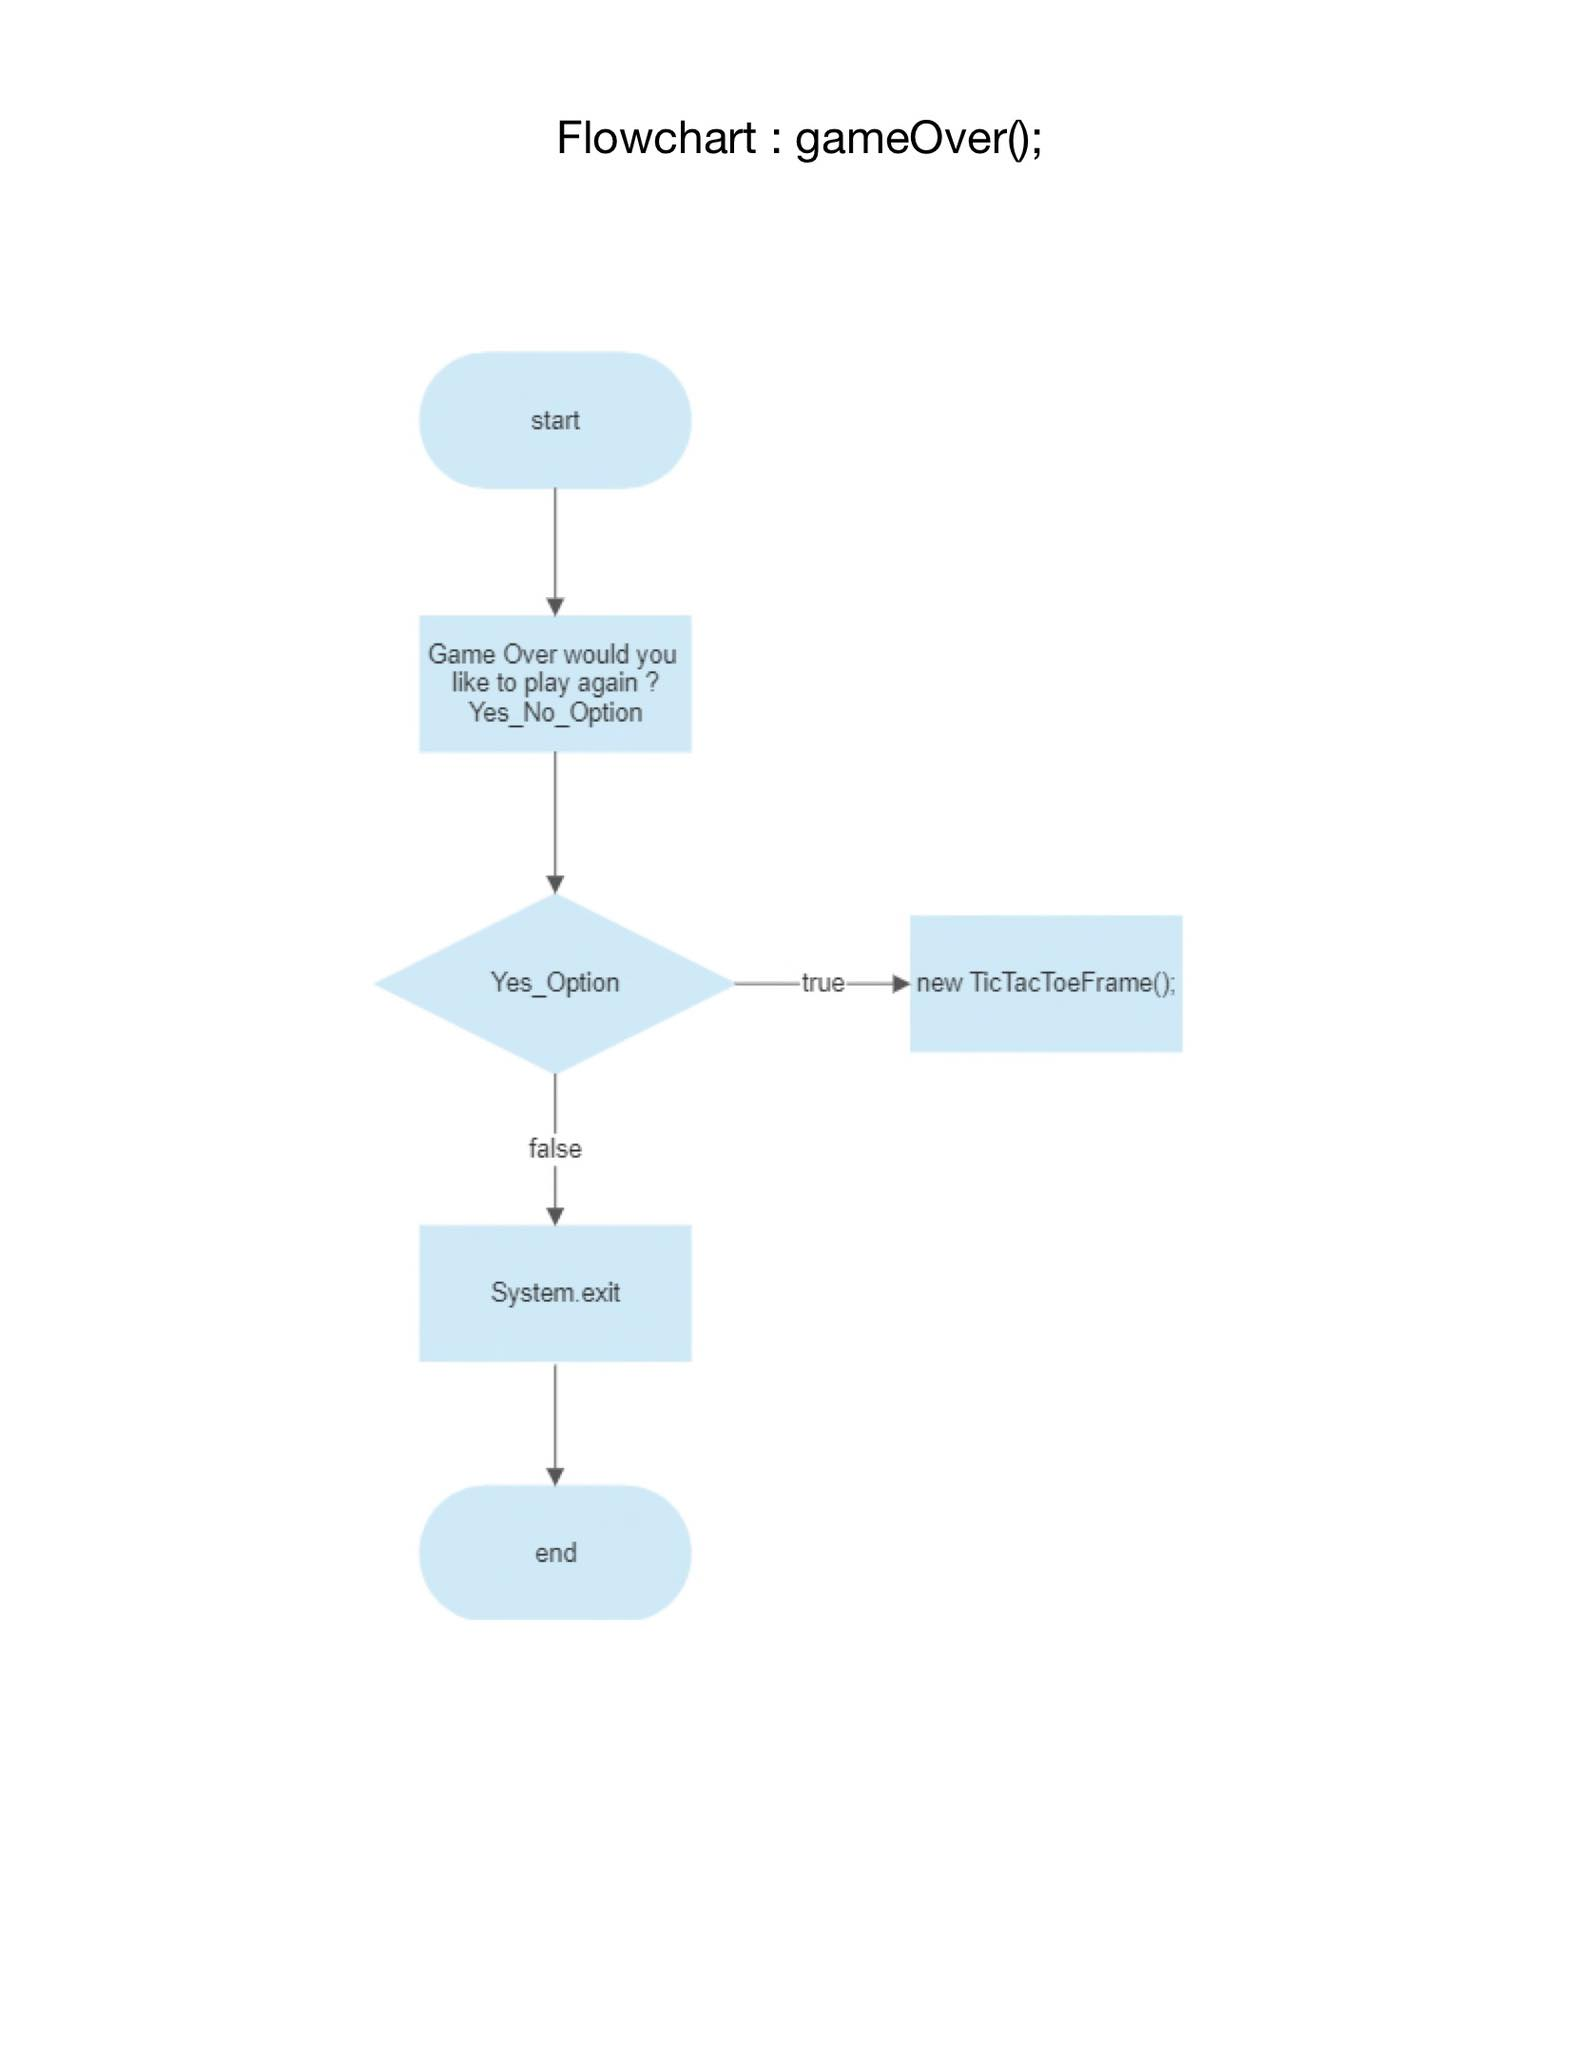 Flowchart : gameOver();
start
Game Over would you
like to play again ?
Yes_No_Option
Yes_Option
true
new TicTacToeFrame();
false
System.exit
end